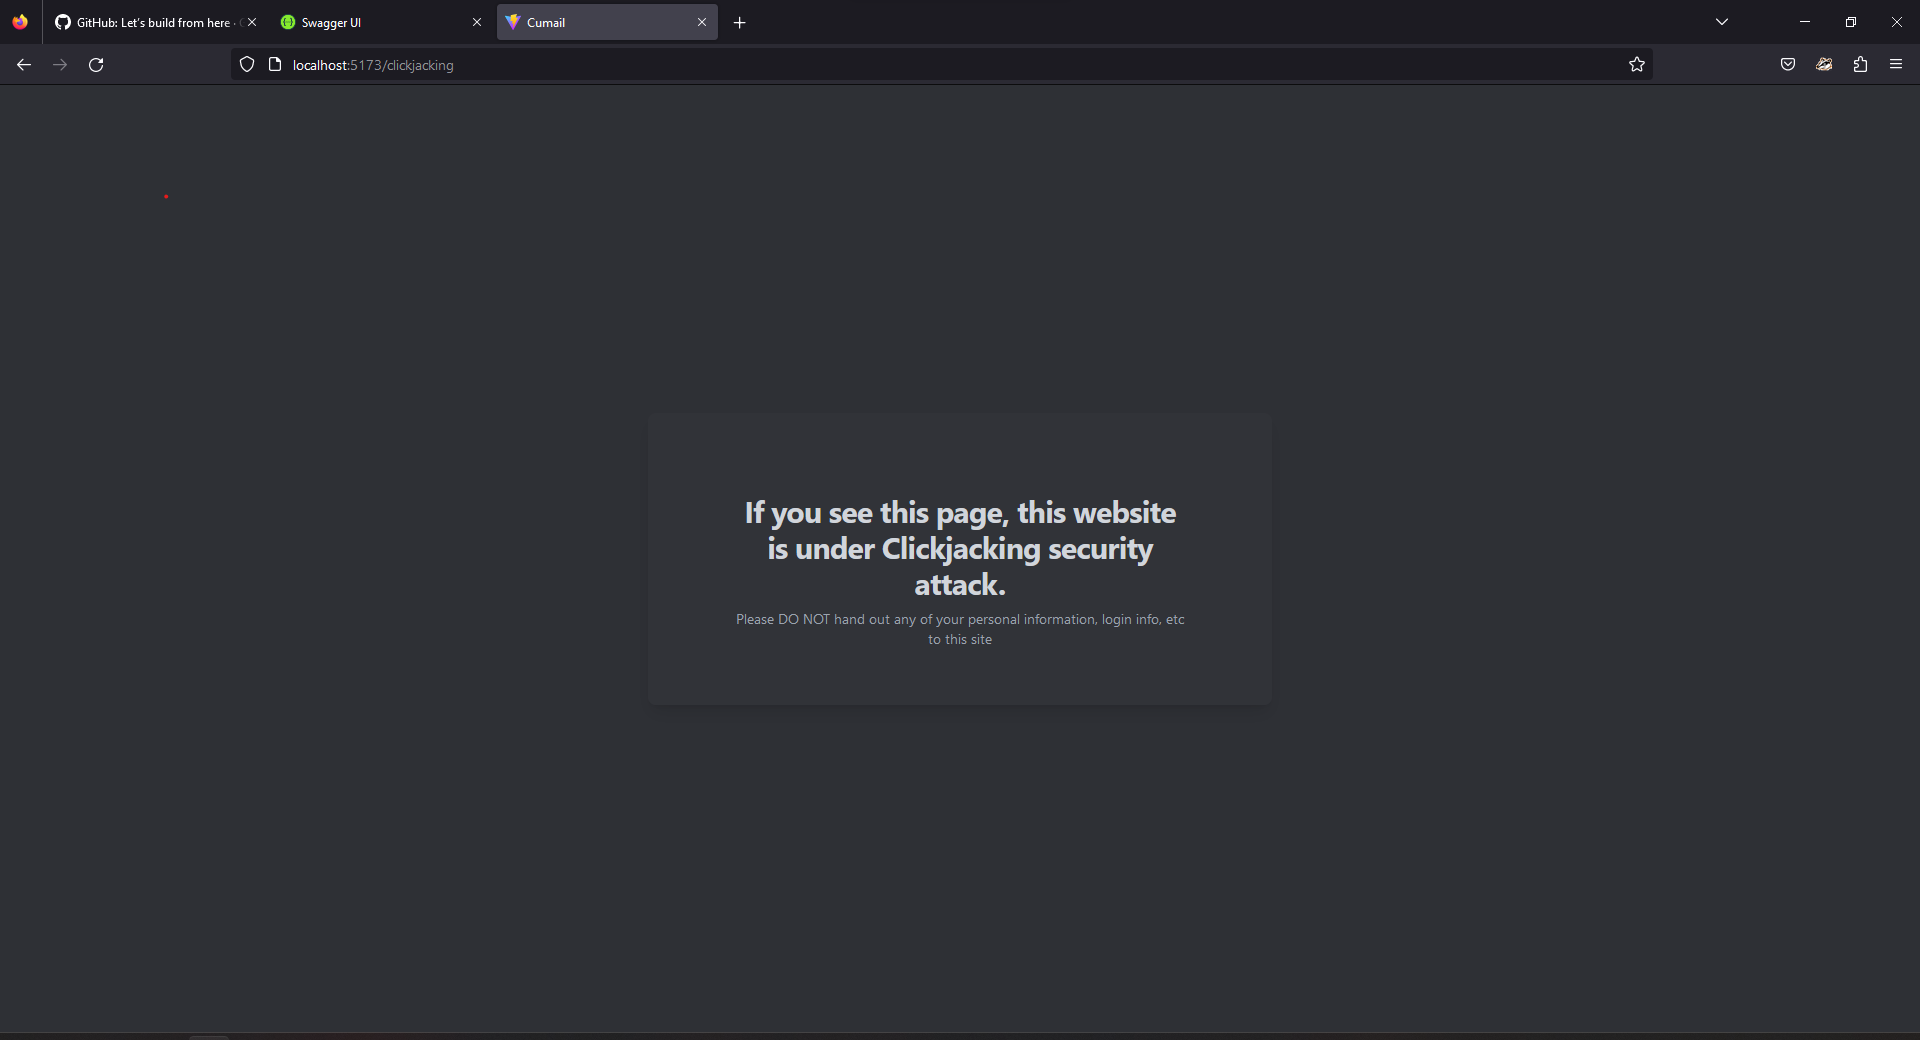 GitHub: Let's build from here ·
Swagger UI
Cumail
localhost:5173/clickjacking
If you see this page, this website
is under Clickjacking security
attack.
Please DO NOT hand out any of your personal information, login info, etc
to this site